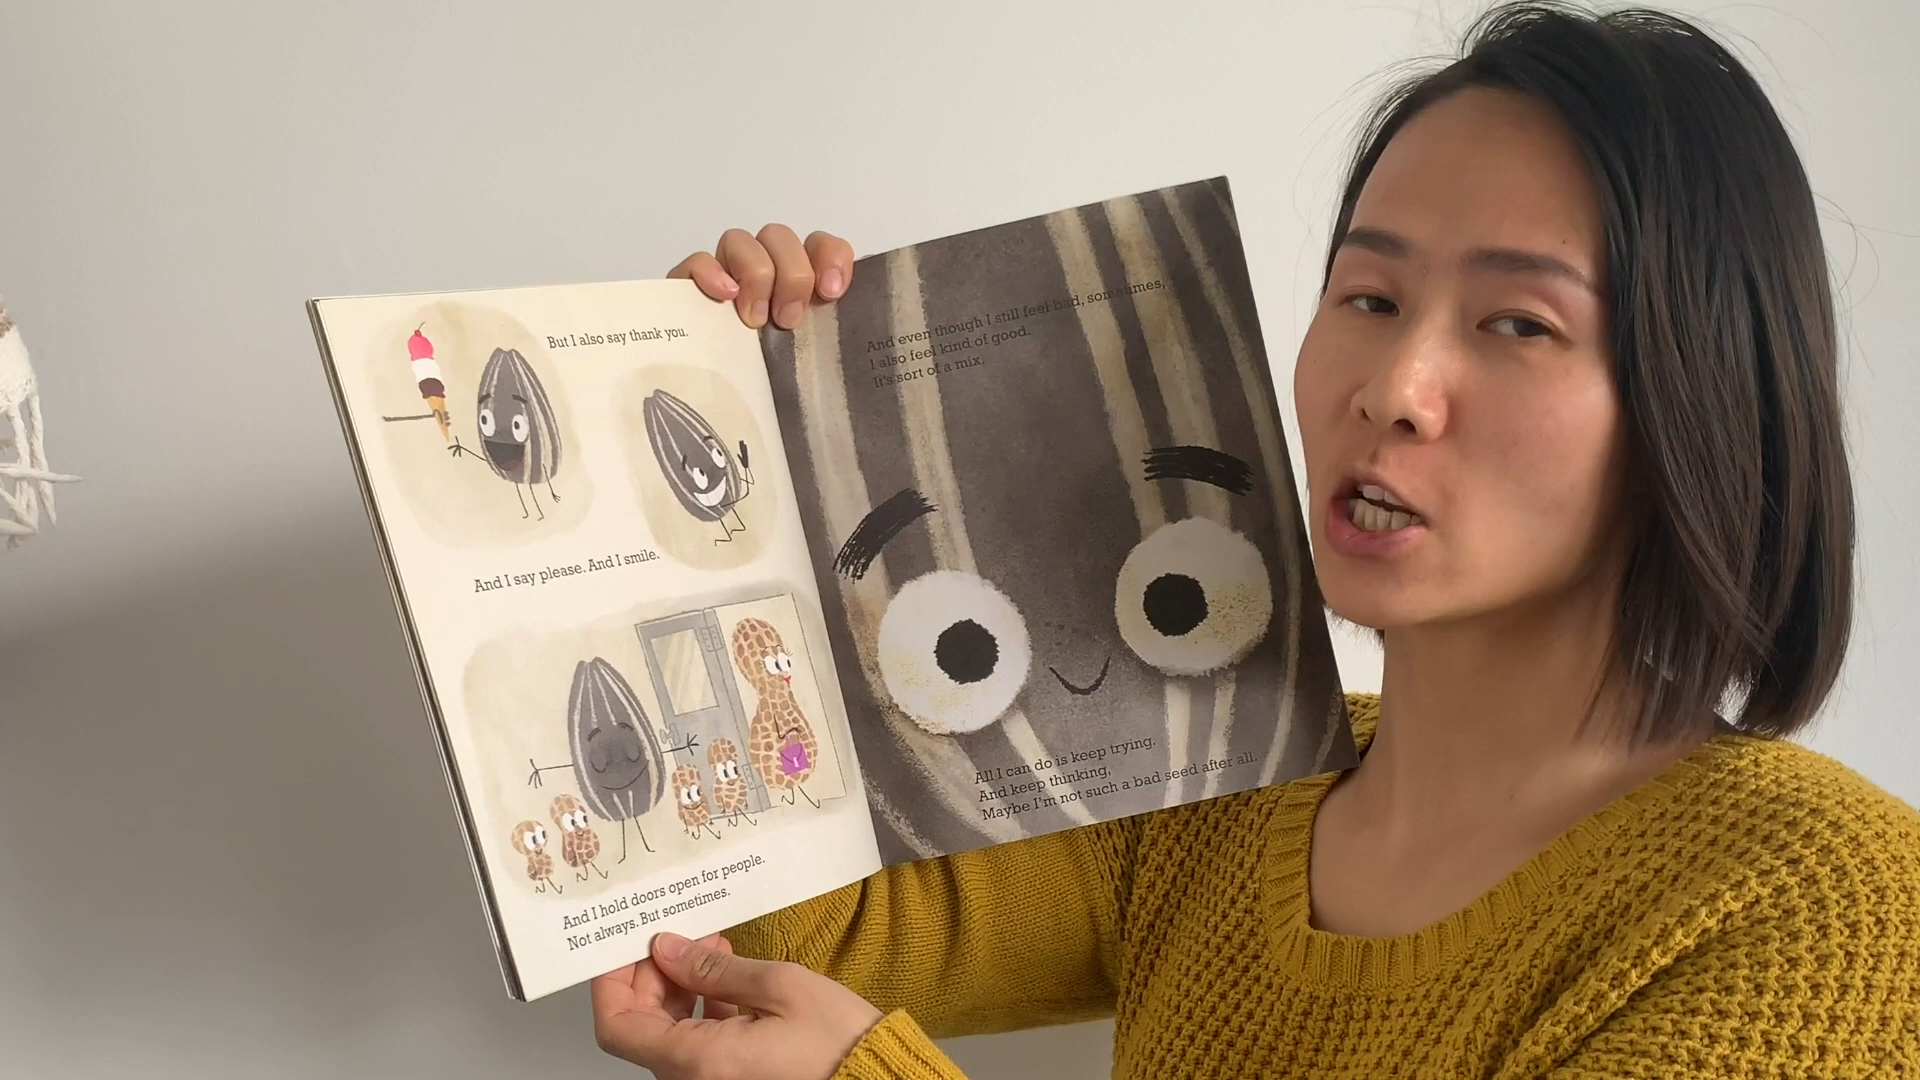 But I also say thank you.
And I say please. And I smile.
And I hold doors open for people.
Not always. But sometimes.
And even though I still feel bad, sometimes,
I also feel kind of good.
It's sort of a mix.
All I can do is keep trying.
And keep thinking,
Maybe I'm not such a bad seed after all.